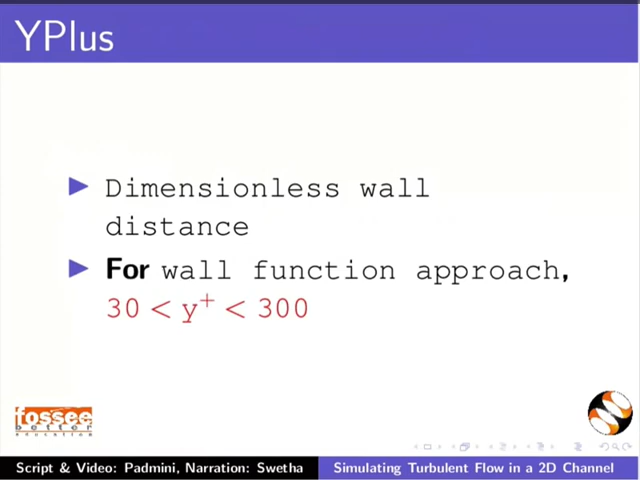 YPlus
Dimensionless wall
distance
For wall function approach,
30 < y⁺ < 300
fossee
better
education
Script & Video: Padmini, Narration: Swetha
Simulating Turbulent Flow in a 2D Channel